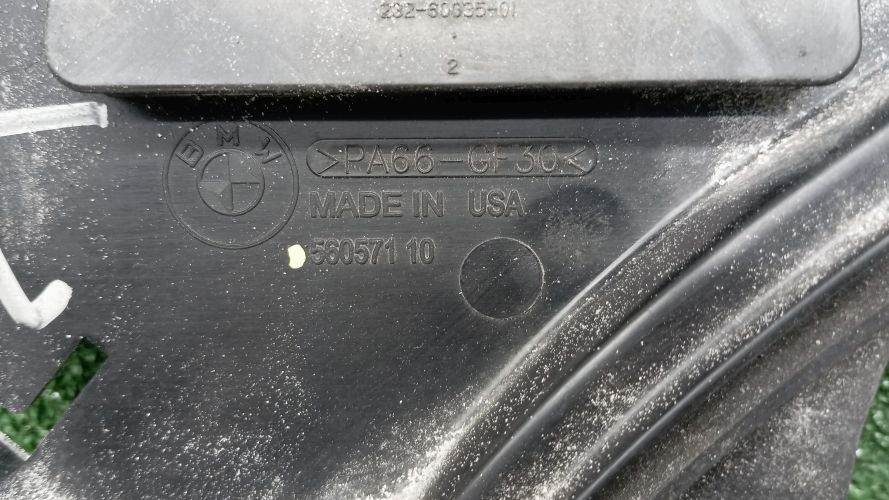 232-60035-01
2
BMW
>PA66-GF30<
MADE IN USA
560571 10